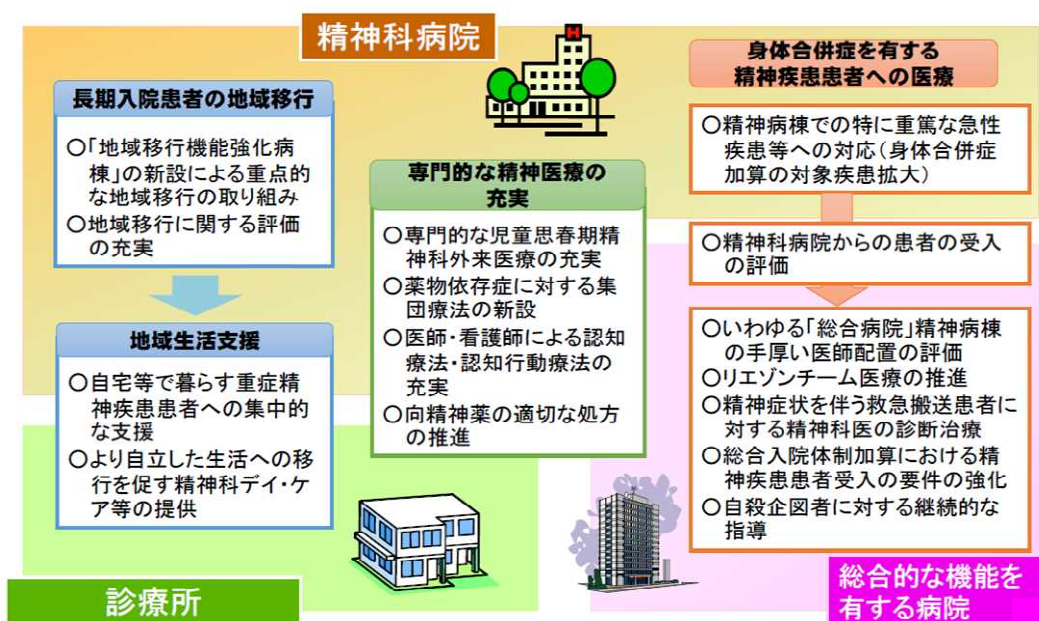 精神科病院
H
長期入院患者の地域移行
○「地域移行機能強化病
棟」の新設による重点的
な地域移行の取り組み
○地域移行に関する評価
の充実
地域生活支援
○自宅等で暮らす重症精
神疾患患者への集中的
な支援
○より自立した生活への移
行を促す精神科デイ・ケ
ア等の提供
専門的な精神医療の
充実
○専門的な児童思春期精
神科外来医療の充実
○薬物依存症に対する集
団療法の新設
○医師・看護師による認知
療法・認知行動療法の
充実
○向精神薬の適切な処方
の推進
身体合併症を有する
精神疾患患者への医療
○精神病棟での特に重篤な急性
疾患等への対応（身体合併症
加算の対象疾患拡大）
○精神科病院からの患者の受入
の評価
○いわゆる「総合病院」精神病棟
の手厚い医師配置の評価
○リエゾンチーム医療の推進
○精神症状を伴う救急搬送患者に
対する精神科医の診断治療
○総合入院体制加算における精
神疾患患者受入の要件の強化
○自殺企図者に対する継続的な
指導
診療所
総合的な機能を
有する病院